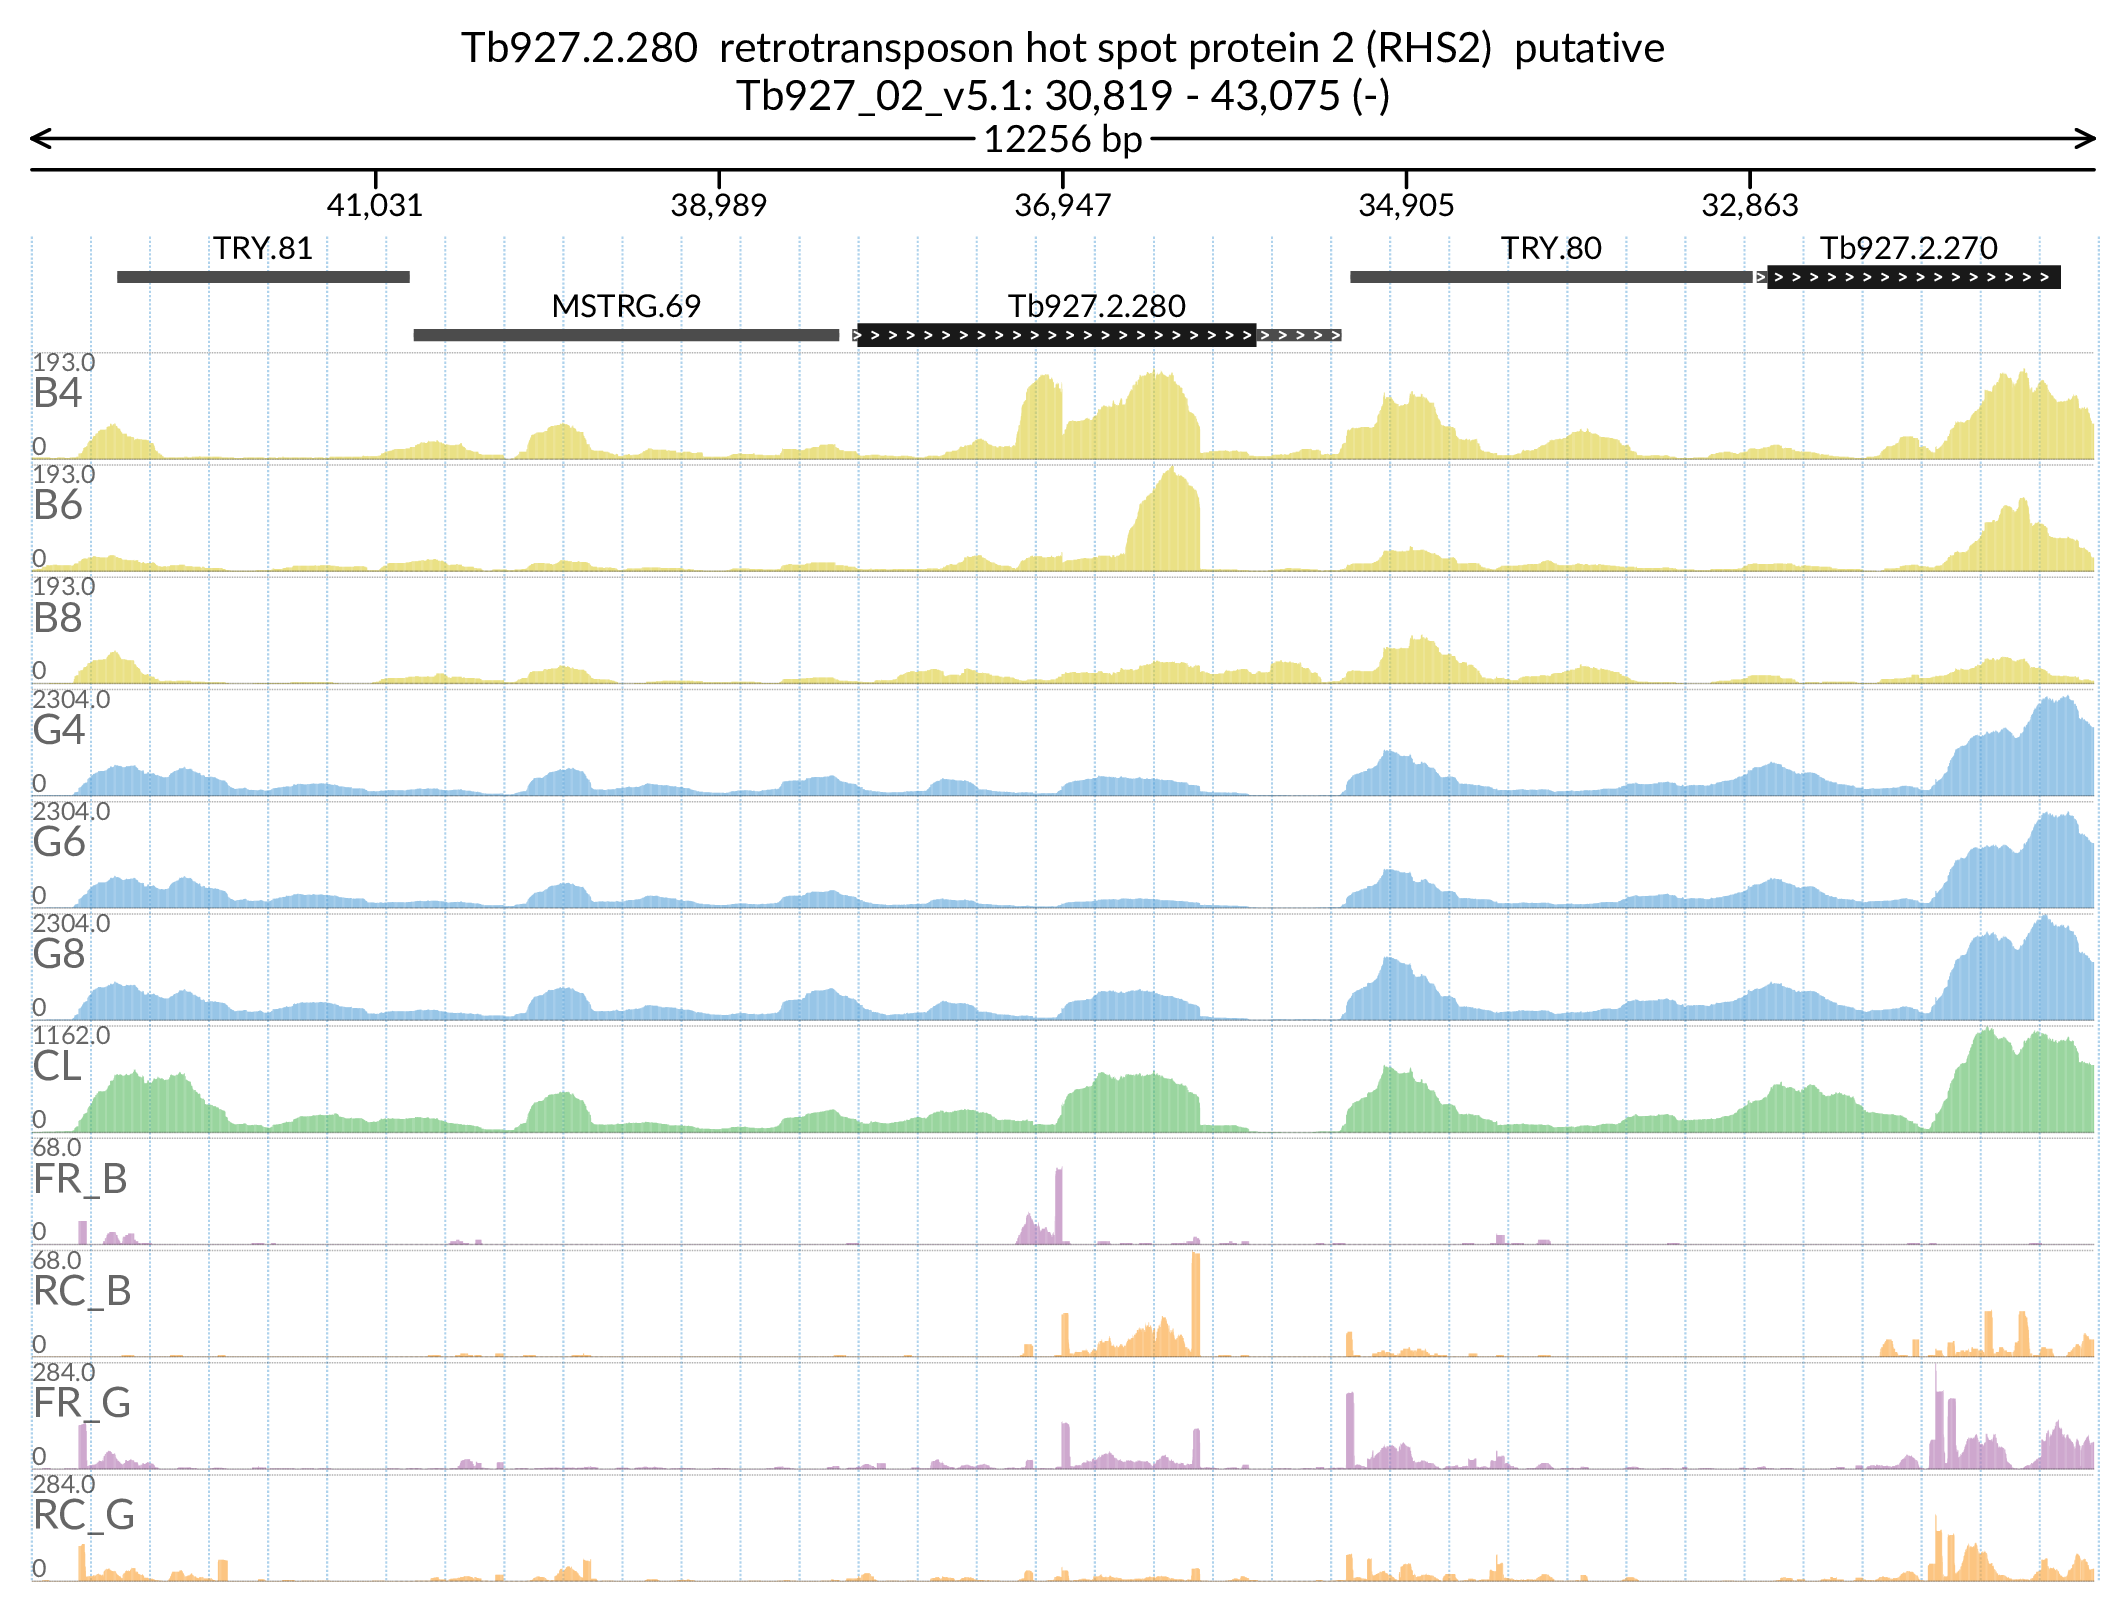 Tb927.2.280 retrotransposon hot spot protein 2 (RHS2) putative
Tb927_02_v5.1: 30,819 - 43,075 (-)
12256 bp
41,031 38,989 36,947 34,905 32,863
TRY.81 TRY.80 Tb927.2.270
MSTRG.69 Tb927.2.280
193.0
B4
0
193.0
B6
0
193.0
B8
0
2304.0
G4
0
2304.0
G6
0
2304.0
G8
0
1162.0
CL
0
68.0
FR_B
0
68.0
RC_B
0
284.0
FR_G
0
284.0
RC_G
0